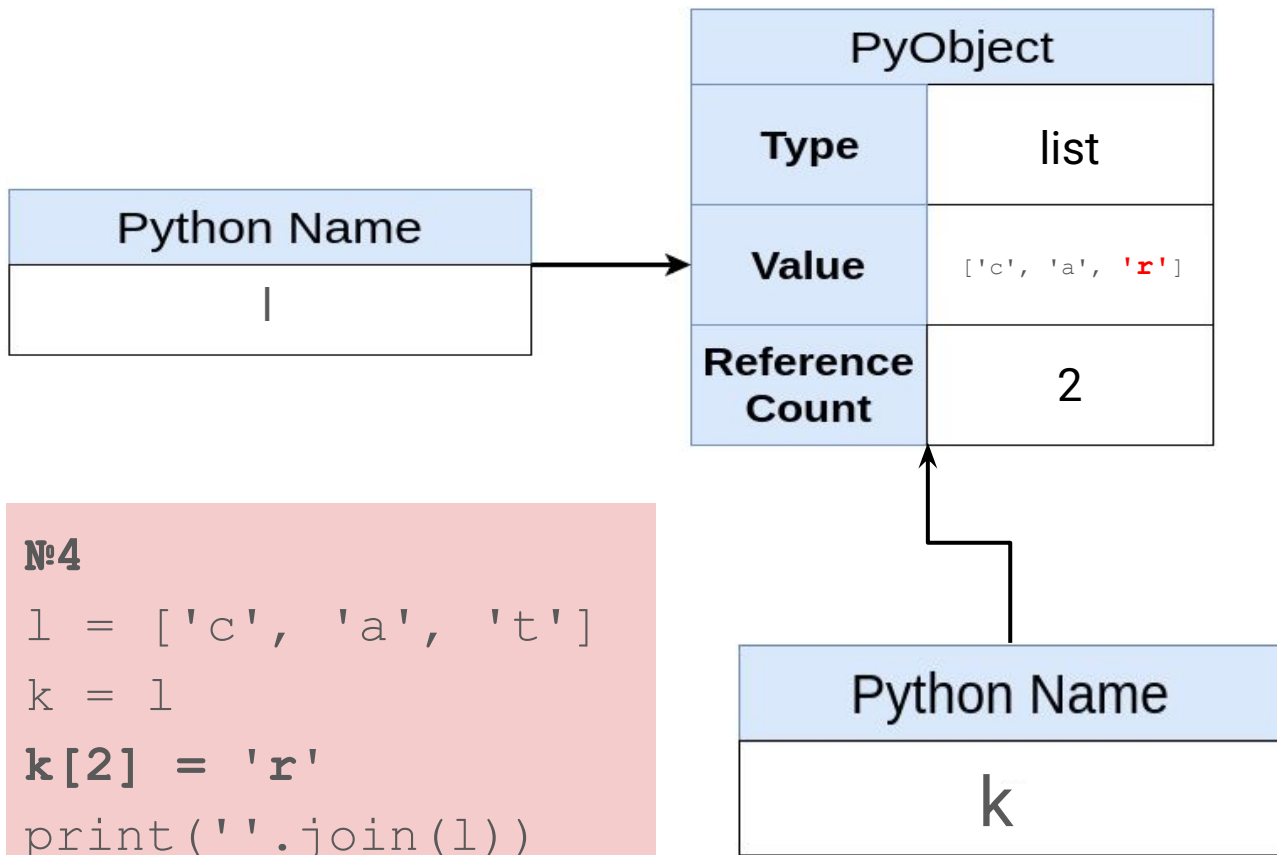 PyObject
Type list
Python Name
Value ['c', 'a', 'r']
l
Reference Count 2
№4
l = ['c', 'a', 't']
k = l
k[2] = 'r'
print(''.join(l))
Python Name
k